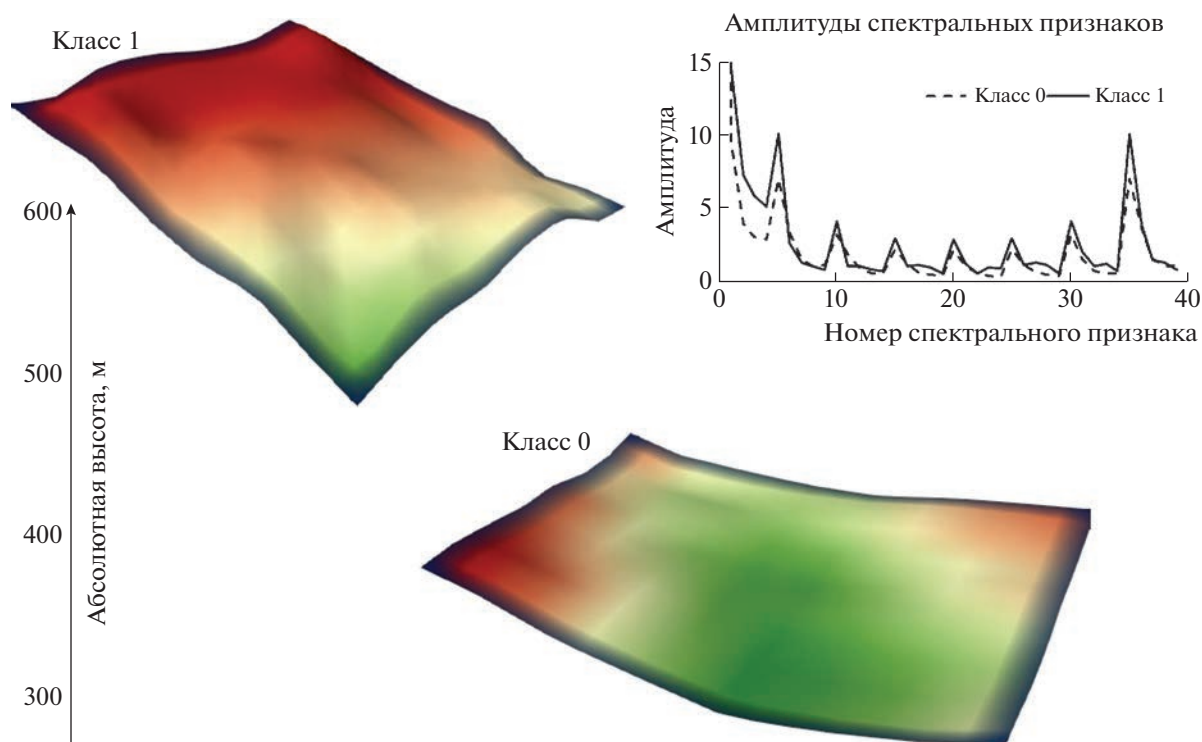 Класс 1
Амплитуды спектральных признаков
15
Класс 0
Класс 1
10
Амплитуда
5
0
0
10
20
30
40
Номер спектрального признака
600
500
400
300
Абсолютная высота, м
Класс 0